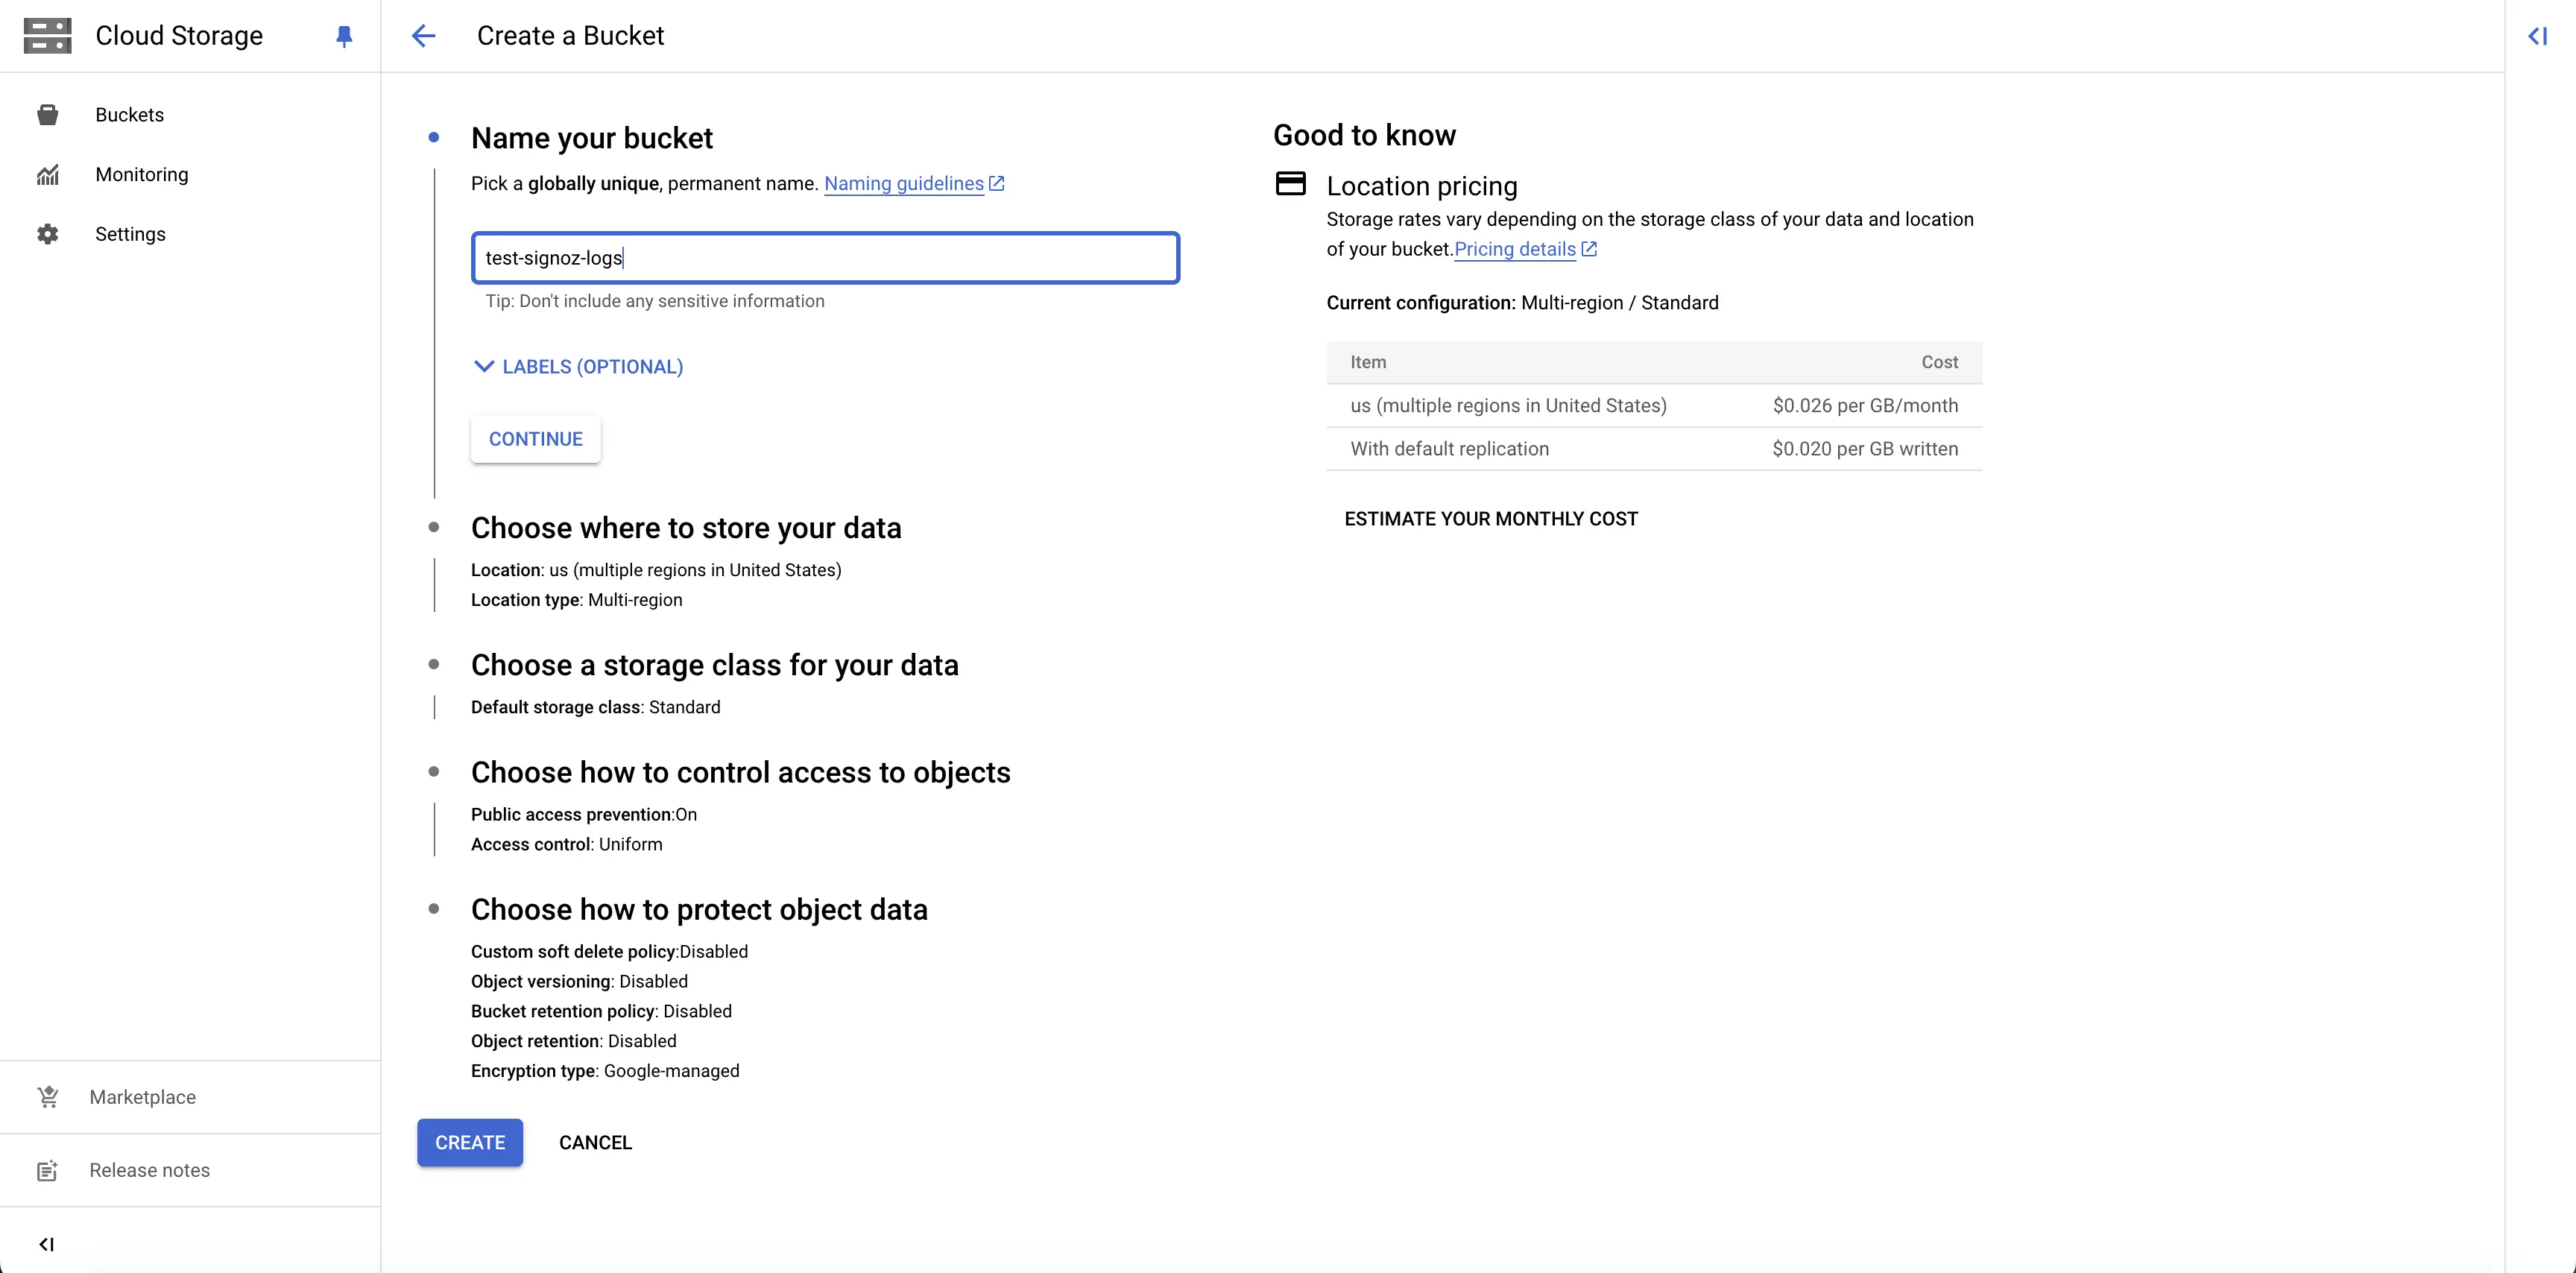 Cloud Storage
Buckets
Monitoring
Settings
Marketplace
Release notes
Create a Bucket
Name your bucket
Pick a globally unique, permanent name. Naming guidelines
test-signoz-logs
Tip: Don't include any sensitive information
LABELS (OPTIONAL)
CONTINUE
Choose where to store your data
Location: us (multiple regions in United States)
Location type: Multi-region
Choose a storage class for your data
Default storage class: Standard
Choose how to control access to objects
Public access prevention:On
Access control: Uniform
Choose how to protect object data
Custom soft delete policy:Disabled
Object versioning: Disabled
Bucket retention policy: Disabled
Object retention: Disabled
Encryption type: Google-managed
CREATE CANCEL
Good to know
Location pricing
Storage rates vary depending on the storage class of your data and location
of your bucket.Pricing details
Current configuration: Multi-region / Standard
Item Cost
us (multiple regions in United States) $0.026 per GB/month
With default replication $0.020 per GB written
ESTIMATE YOUR MONTHLY COST